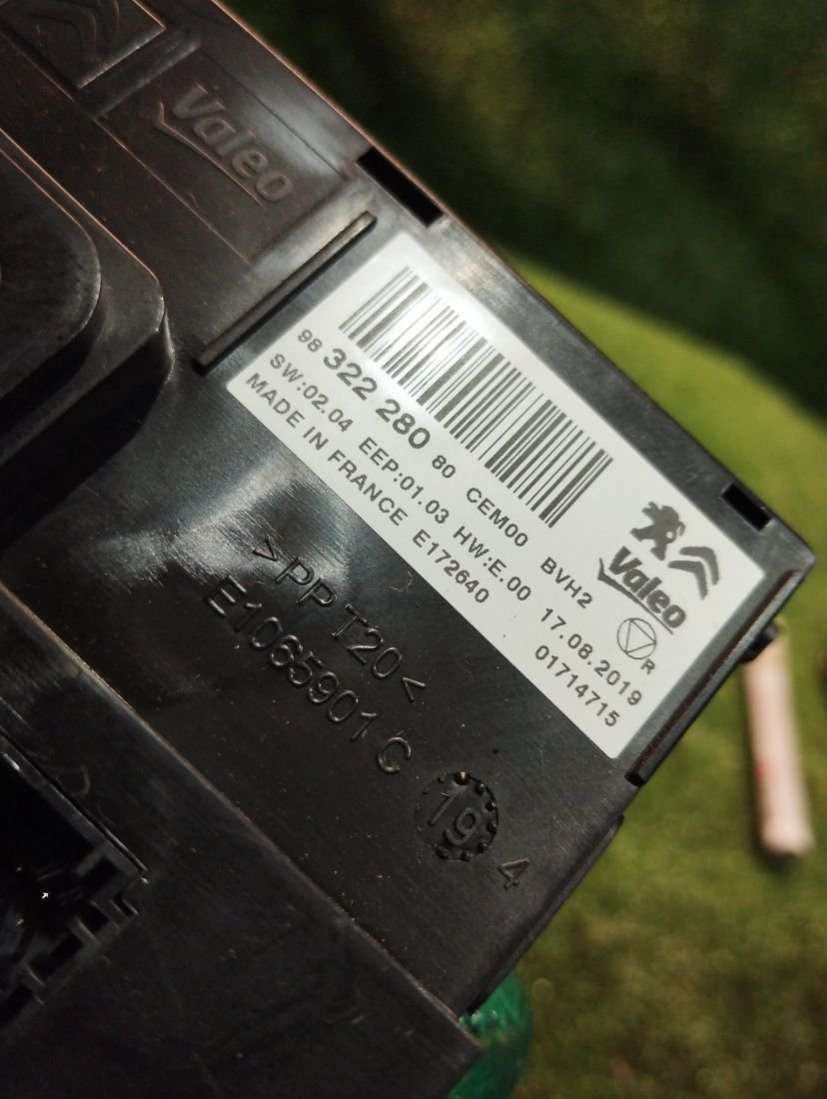 Valeo
98 322 280 80 CEM00 BVH2
SW:02.04 EEP:01.03 HW:E.00 17.08.2019
MADE IN FRANCE E172640 01714715
Valeo
R
>PP T20<
E1065901 C
19
4